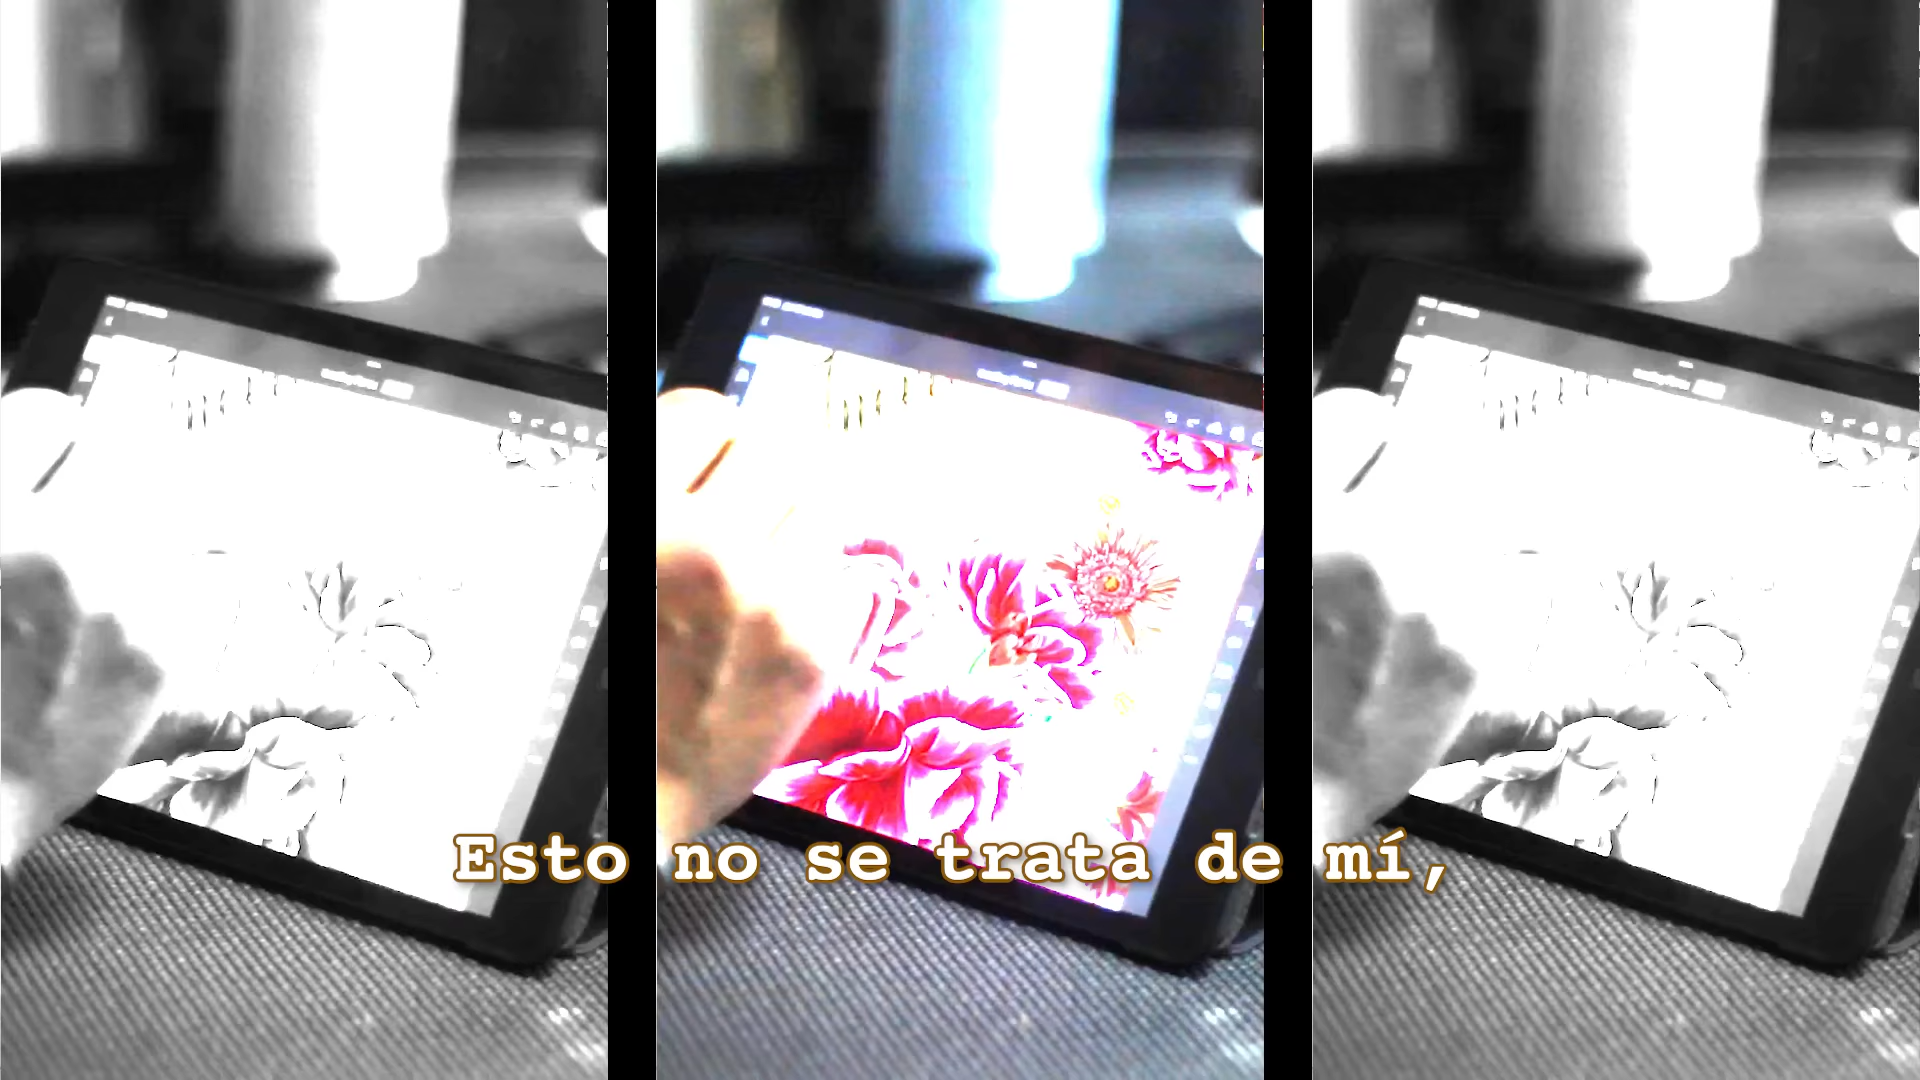 Esto no se trata de mí,